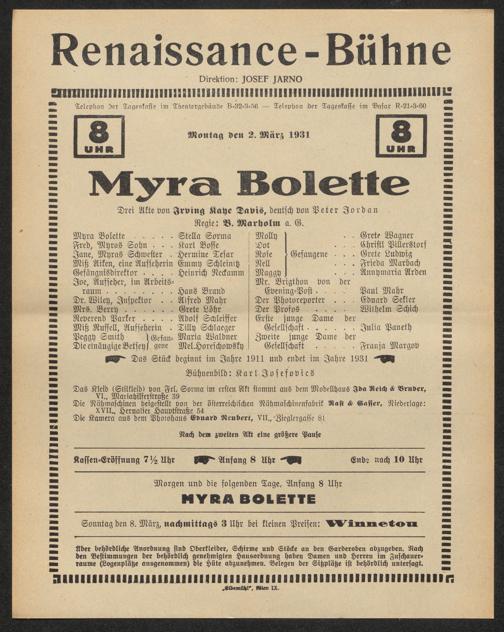 Renaissance-Bühne
Direktion: JOSEF JARNO
Telephon der Tageskasse im Theatergebäude B-32-3-56 — Telephon der Tageskasse im Basar R-21-3-60
8 UHR
Montag den 2. März 1931
8 UHR
Myra Bolette
Drei Akte von Irving Kaye Davis, deutsch von Peter Jordan
Regie: B. Marholm a. G.
Myra Bolette . . . . . Stella Sorma
Fred, Myras Sohn . . . Karl Bosse
Jane, Myras Schwester . Hermine Tesar
Miß Aiken, eine Aufseherin Emmy Schleinitz
Gefängnisdirektor . . . . Heinrich Neckamm
Joe, Aufseher, im Arbeits-
raum . . . . . . . . Hans Brand
Dr. Wiley, Inspektor . . Alfred Mahr
Mrs. Berry . . . . . . Grete Löhr
Reverend Parker . . . . Adolf Schleiffer
Miß Russell, Aufseherin . Tilly Schlaeger
Peggy Smith } Gefan- Maria Waldner
Die einäugige Betsey } gene Mel. Horschovsky
Molly
Dot
Rose
Nell
Maggy
Gefangene
Grete Wagner
Christl Pillersdorf
Grete Ludwig
Frieda Marbach
Annymaria Arden
Mr. Brigthon von der
Evening-Post . . . . Paul Mahr
Der Photoreporter . . . Eduard Sekler
Der Profos . . . . . Wilhelm Schich
Erste junge Dame der
Gesellschaft . . . . . Julia Paneth
Zweite junge Dame der
Gesellschaft . . . . . Franja Margov
Das Stück beginnt im Jahre 1911 und endet im Jahre 1931
Bühnenbild: Karl Josefovics
Das Kleid (Stilkleid) von Frl. Sorma im ersten Akt stammt aus dem Modellhaus Ida Reich & Bruder,
VI., Mariahilferstraße 39
Die Nähmaschinen beigestellt von der österreichischen Nähmaschinenfabrik Rast & Gasser, Niederlage:
XVII., Hernalser Hauptstraße 54
Die Kamera aus dem Photohaus Eduard Neubert, VII., Zieglergasse 81
Nach dem zweiten Akt eine größere Pause
Kassen-Eröffnung 7½ Uhr Anfang 8 Uhr Ende nach 10 Uhr
Morgen und die folgenden Tage, Anfang 8 Uhr
MYRA BOLETTE
Sonntag den 8. März, nachmittags 3 Uhr bei kleinen Preisen: Winnetou
Über behördliche Anordnung sind Oberkleider, Schirme und Stöcke an den Garderoben abzugeben. Nach
den Bestimmungen der behördlich genehmigten Hausordnung haben Damen und Herren im Zuschauer-
raume (Logenplätze ausgenommen) die Hüte abzunehmen. Belegen der Sitzplätze ist behördlich untersagt.
„Elbemühl", Wien IX.